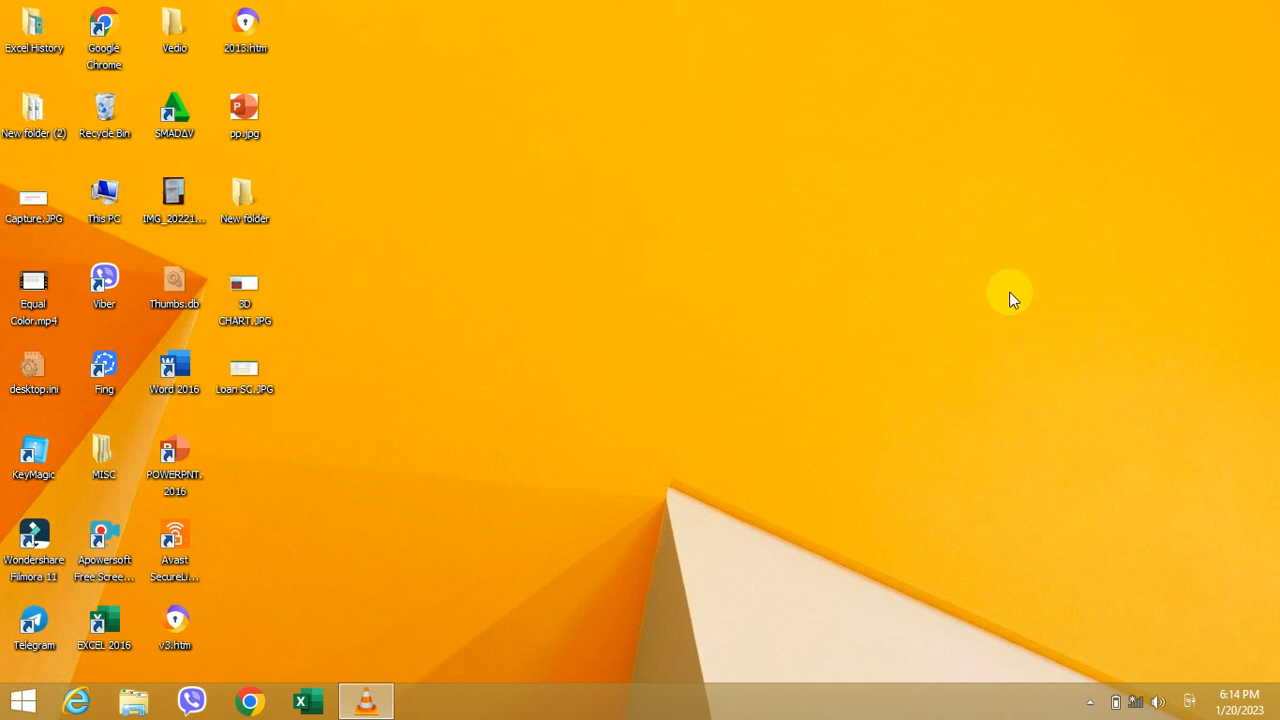 Excel History
Google
Chrome
Vedio
2013.htm
New folder (2)
Recycle Bin
SMADΔV
pp.jpg
Capture.JPG
This PC
IMG_20221...
New folder
Equal
Color.mp4
Viber
Thumbs.db
3D
CHART.JPG
desktop.ini
Fing
Word 2016
Loan SC.JPG
KeyMagic
MISC
POWERPNT.
2016
Wondershare
Filmora 11
Apowersoft
Free Scree...
Avast
SecureLi...
Telegram
EXCEL 2016
v3.htm
6:14 PM
1/20/2023